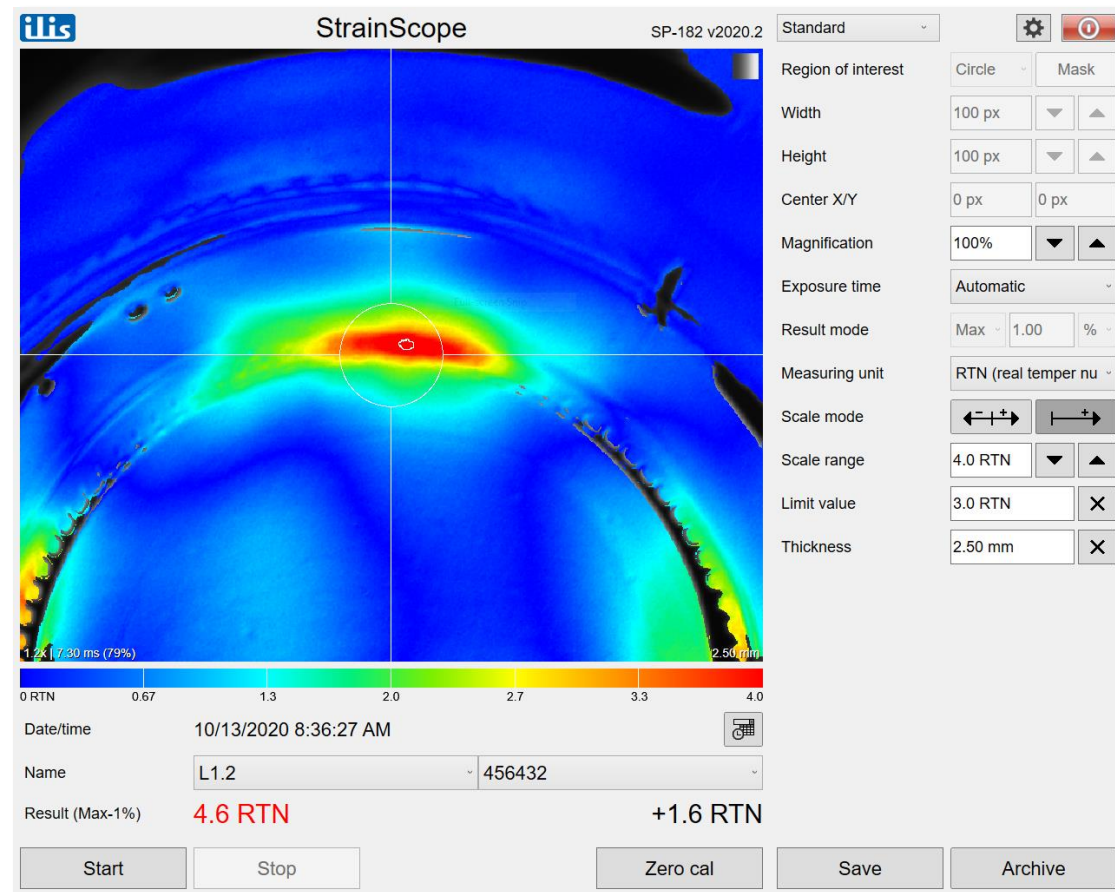 ilis
StrainScope
SP-182 v2020.2
Standard
Region of interest
Circle
Mask
Width
100 px
Height
100 px
Center X/Y
0 px
0 px
Magnification
100%
Exposure time
Automatic
Result mode
Max
1.00
%
Measuring unit
RTN (real temper nu
Scale mode
Scale range
4.0 RTN
Limit value
3.0 RTN
Thickness
2.50 mm
1.2x | 7.30 ms (79%)
2.50 mm
0 RTN 0.67 1.3 2.0 2.7 3.3 4.0
Date/time
10/13/2020 8:36:27 AM
Name
L1.2
456432
Result (Max-1%)
4.6 RTN
+1.6 RTN
Start
Stop
Zero cal
Save
Archive